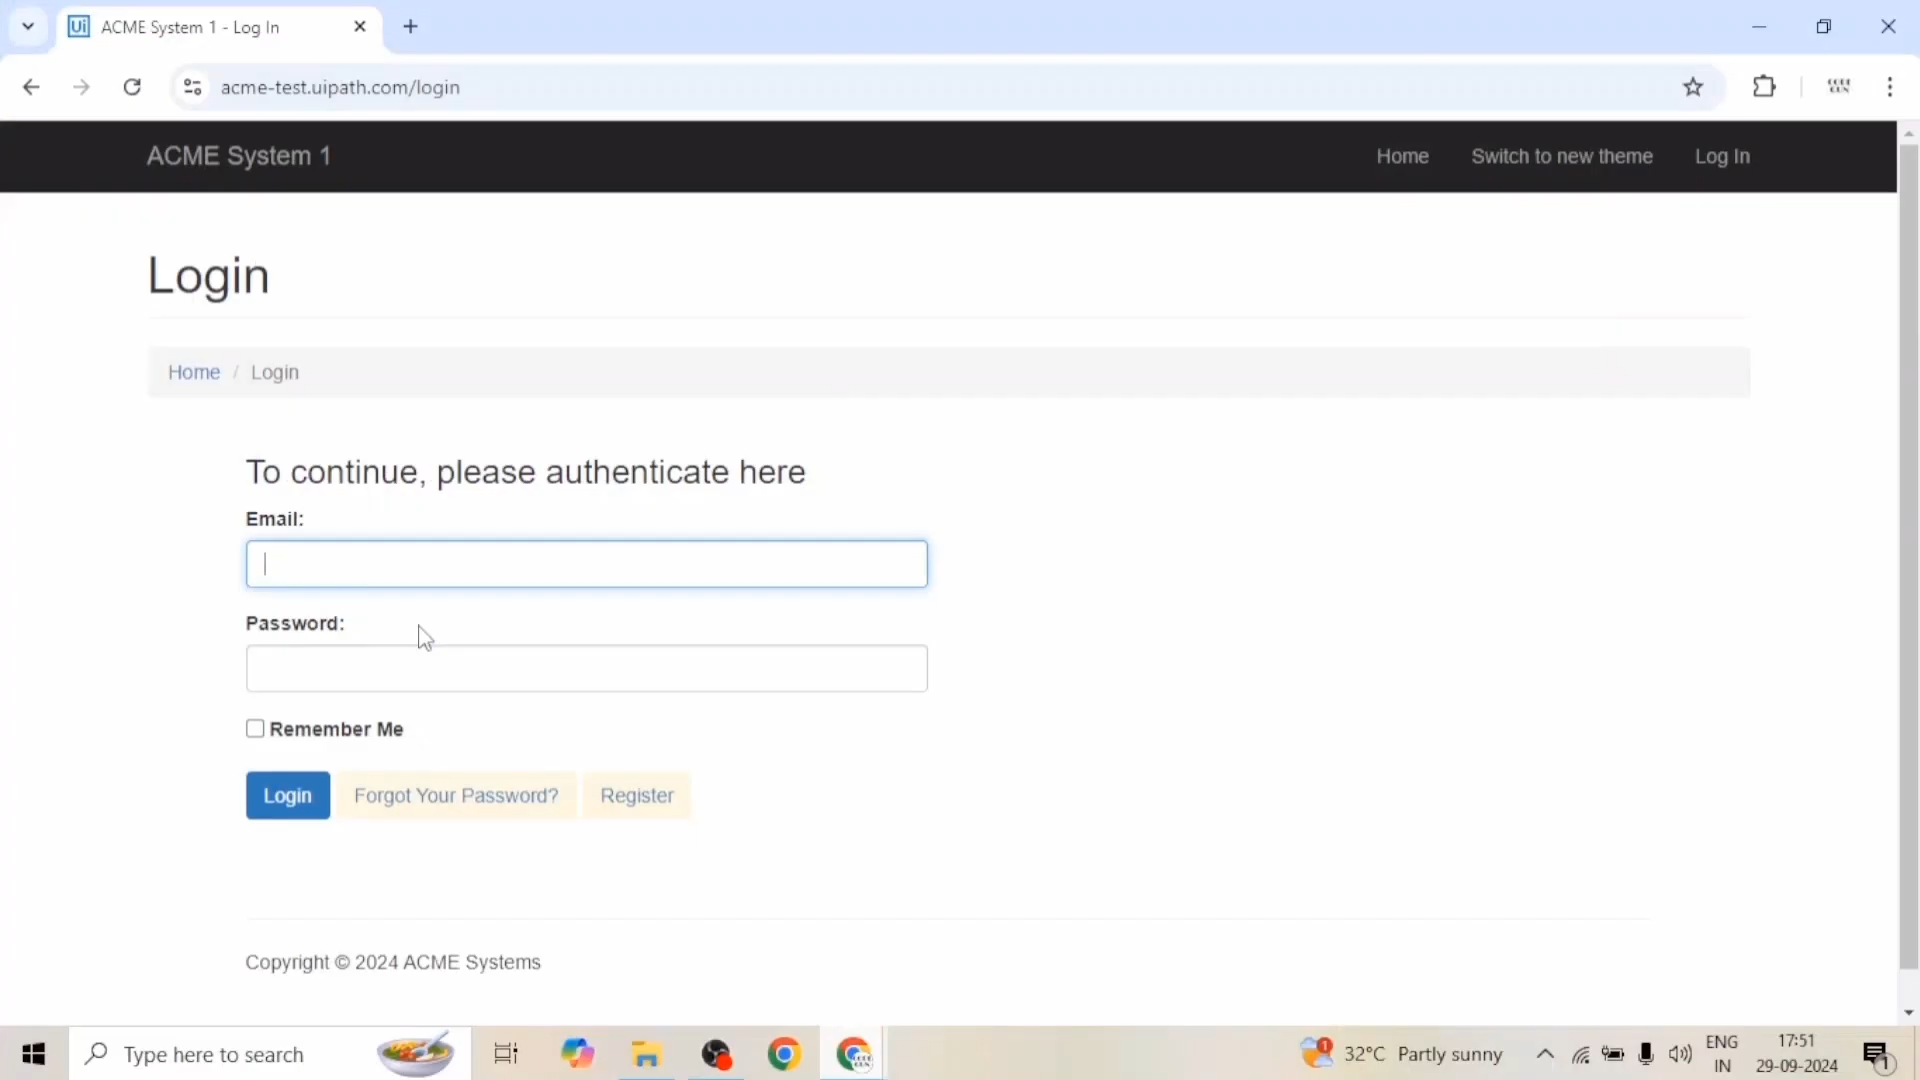 ACME System 1 - Log In
acme-test.uipath.com/login
ACME System 1
Home
Switch to new theme
Log In
Login
Home / Login
To continue, please authenticate here
Email:
Password:
Remember Me
Login
Forgot Your Password?
Register
Copyright © 2024 ACME Systems
Type here to search
1
32°C Partly sunny
ENG
IN
17:51
29-09-2024
1